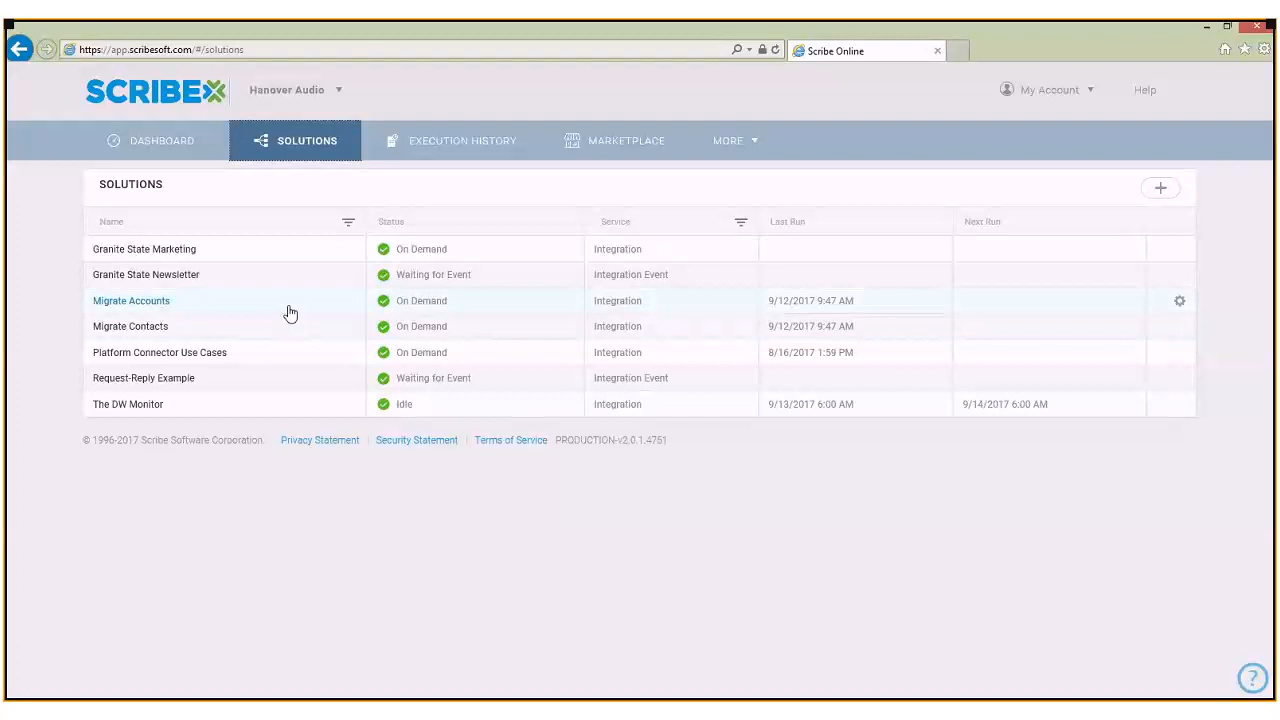 https://app.scribesoft.com/#/solutions
Scribe Online
SCRIBE Hanover Audio My Account Help
DASHBOARD SOLUTIONS EXECUTION HISTORY MARKETPLACE MORE
SOLUTIONS
Name Status Service Last Run Next Run
Granite State Marketing On Demand Integration
Granite State Newsletter Waiting for Event Integration Event
Migrate Accounts On Demand Integration 9/12/2017 9:47 AM
Migrate Contacts On Demand Integration 9/12/2017 9:47 AM
Platform Connector Use Cases On Demand Integration 8/16/2017 1:59 PM
Request-Reply Example Waiting for Event Integration Event
The DW Monitor Idle Integration 9/13/2017 6:00 AM 9/14/2017 6:00 AM
© 1996-2017 Scribe Software Corporation. Privacy Statement | Security Statement | Terms of Service PRODUCTION-v2.0.1.4751